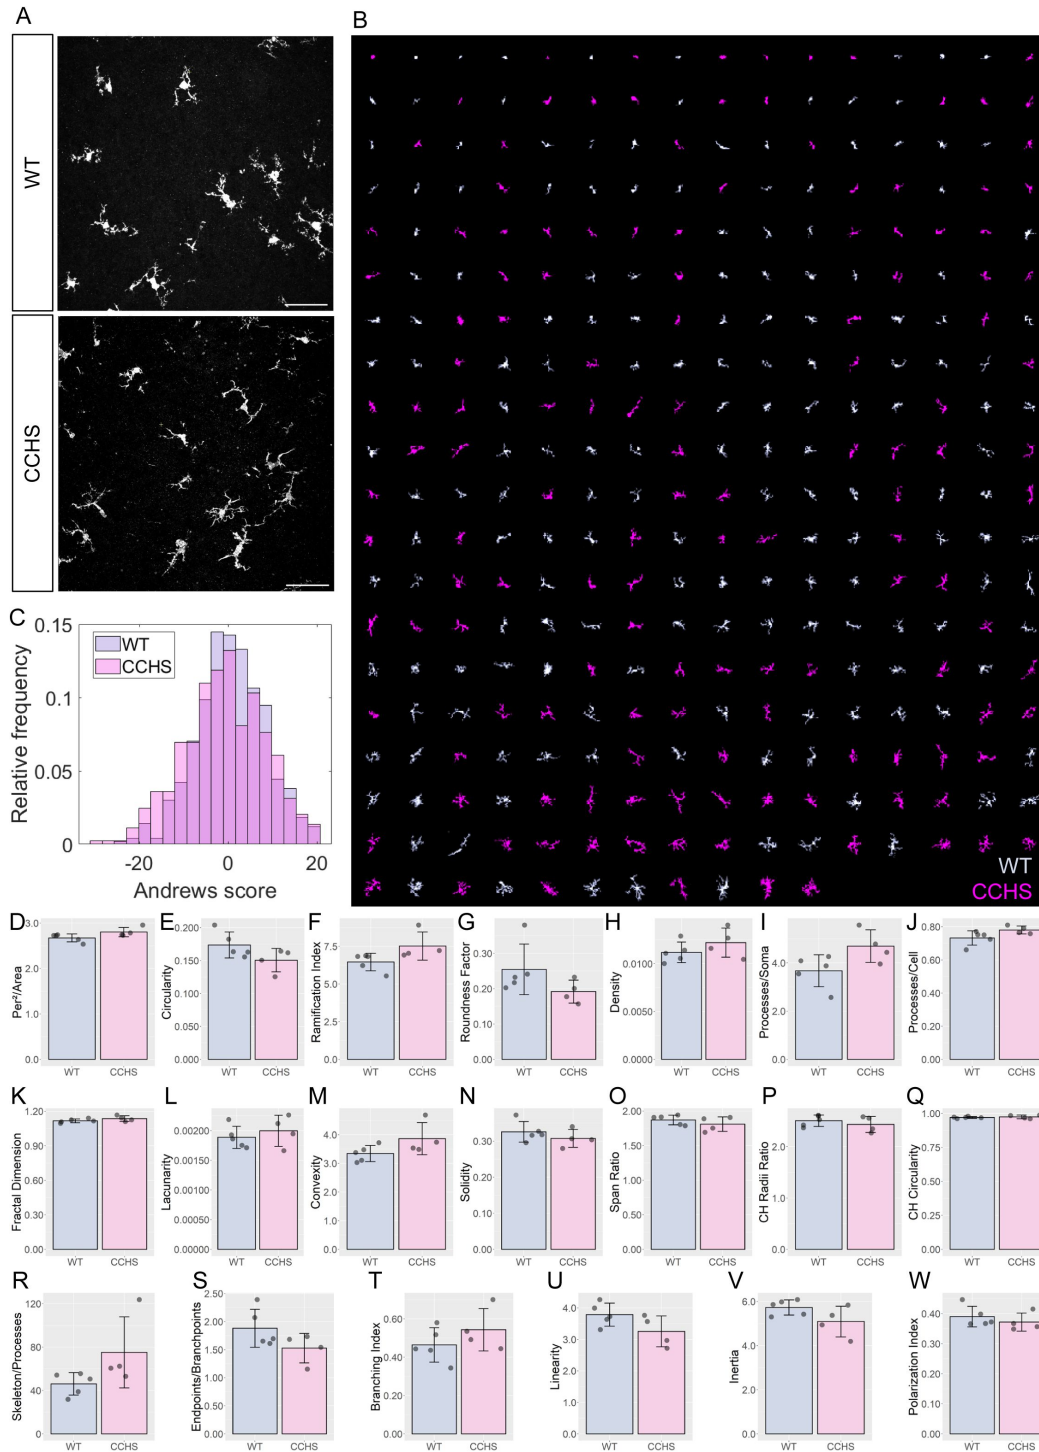 A
B
WT
CCHS
C
0.15
0.1
0.05
0
Relative frequency
WT
CCHS
-20
0
20
Andrews score
WT
CCHS
D
3.0
2.0
1.0
0.0
Per²/Area
WT
CCHS
E
0.200
0.150
0.100
0.050
0.000
Circularity
WT
CCHS
F
7.5
5.0
2.5
0.0
Ramification Index
WT
CCHS
G
0.40
0.30
0.20
0.10
0.00
Roundness Factor
WT
CCHS
H
0.0100
0.0050
0.0000
Density
WT
CCHS
I
4.0
2.0
0.0
Processes/Soma
WT
CCHS
J
0.80
0.60
0.40
0.20
0.00
Processes/Cell
WT
CCHS
K
1.20
0.90
0.60
0.30
0.00
Fractal Dimension
WT
CCHS
L
0.00200
0.00150
0.00100
0.00050
0.00000
Lacunarity
WT
CCHS
M
4.0
3.0
2.0
1.0
0.0
Convexity
WT
CCHS
N
0.30
0.20
0.10
0.00
Solidity
WT
CCHS
O
2.00
1.50
1.00
0.50
0.00
Span Ratio
WT
CCHS
P
2.0
1.0
0.0
CH Radii Ratio
WT
CCHS
Q
1.00
0.75
0.50
0.25
0.00
CH Circularity
WT
CCHS
R
120
80
40
0
Skeleton/Processes
WT
CCHS
S
2.00
1.50
1.00
0.50
0.00
Endpoints/Branchpoints
WT
CCHS
T
0.60
0.40
0.20
0.00
Branching Index
WT
CCHS
U
4.0
3.0
2.0
1.0
0.0
Linearity
WT
CCHS
V
6.0
4.0
2.0
0.0
Inertia
WT
CCHS
W
0.40
0.30
0.20
0.10
0.00
Polarization Index
WT
CCHS